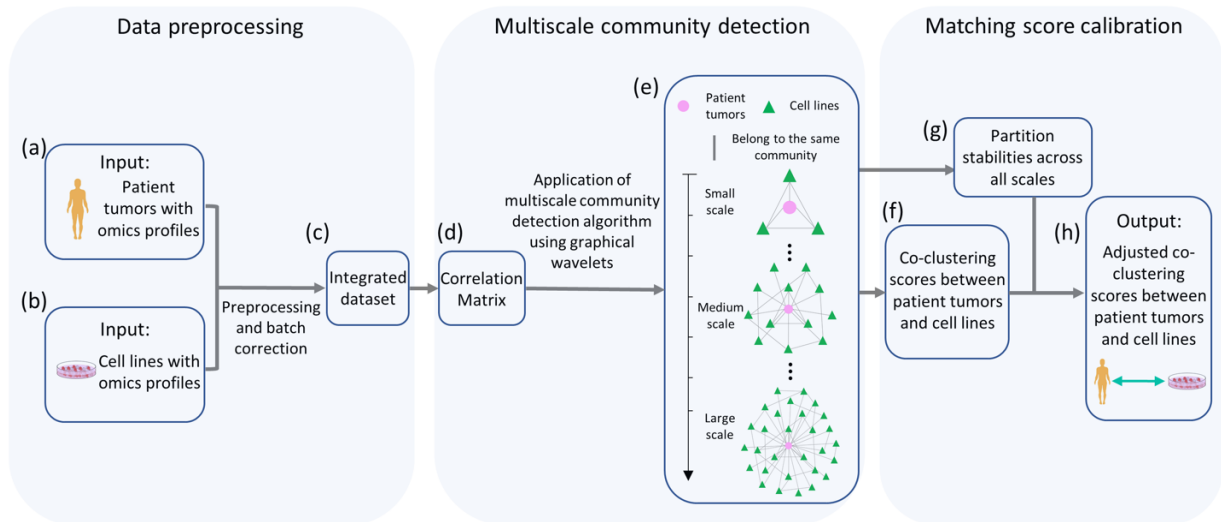 Data preprocessing
Multiscale community detection
Matching score calibration
(a)
Input:
Patient
tumors with
omics profiles
(b)
Input:
Cell lines with
omics profiles
Preprocessing
and batch
correction
(c)
Integrated
dataset
(d)
Correlation
Matrix
Application of
multiscale community
detection algorithm
using graphical
wavelets
(e)
Patient
tumors
Cell lines
Belong to the same
community
Small
scale
Medium
scale
Large
scale
(g)
Partition
stabilities across
all scales
(f)
Co-clustering
scores between
patient tumors
and cell lines
(h)
Output:
Adjusted co-
clustering
scores between
patient tumors
and cell lines